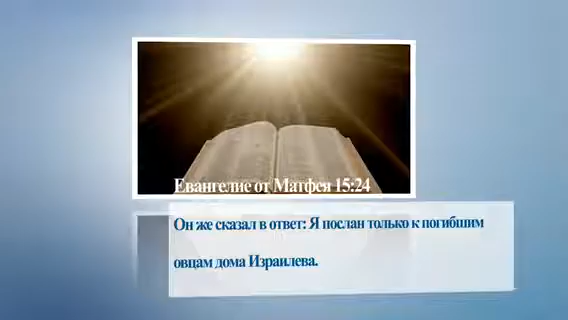 Евангелие от Матфея 15:24
Он же сказал в ответ: Я послан только к погибшим
овцам дома Израилева.